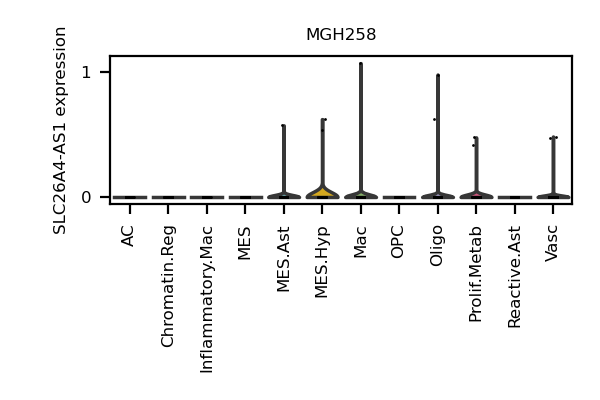 MGH258
SLC26A4-AS1 expression
1
0
AC
Chromatin.Reg
Inflammatory.Mac
MES
MES.Ast
MES.Hyp
Mac
OPC
Oligo
Prolif.Metab
Reactive.Ast
Vasc